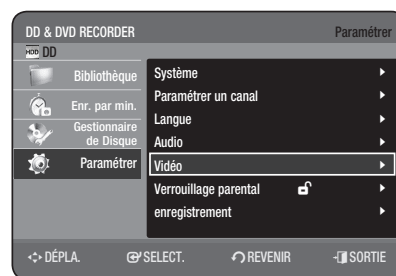 DD & DVD RECORDER
Paramétrer
HDD DD
Bibliothèque
Enr. par min.
Gestionnaire
de Disque
Paramétrer
Système
Paramétrer un canal
Langue
Audio
Vidéo
Verrouillage parental
enregistrement
DÉPLA. SELECT. REVENIR SORTIE